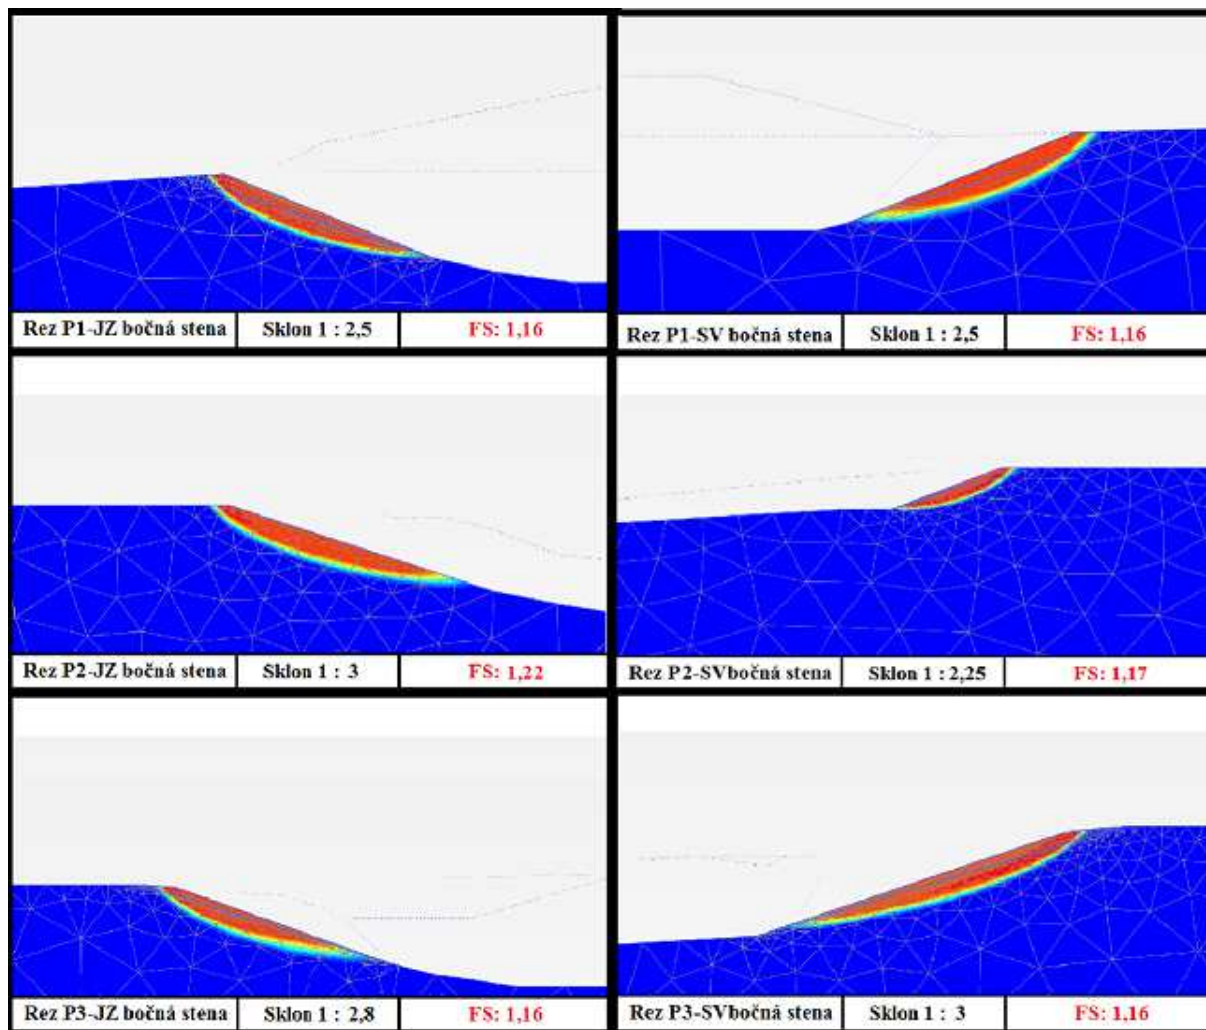 Rez P1-JZ bočná stena Sklon 1 : 2,5 FS: 1,16
Rez P1-SV bočná stena Sklon 1 : 2,5 FS: 1,16
Rez P2-JZ bočná stena Sklon 1 : 3 FS: 1,22
Rez P2-SVbočná stena Sklon 1 : 2,25 FS: 1,17
Rez P3-JZ bočná stena Sklon 1 : 2,8 FS: 1,16
Rez P3-SVbočná stena Sklon 1 : 3 FS: 1,16